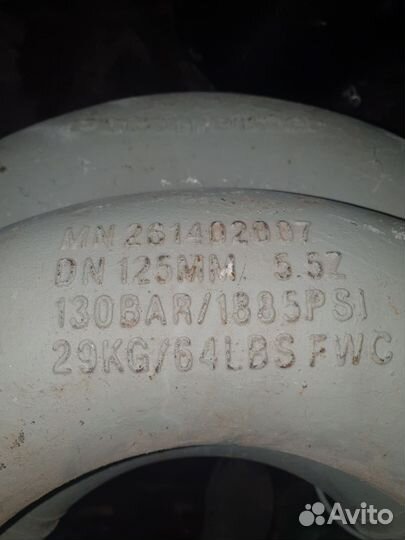 MN 261402007
DN 125MM/ 5.5Z
130BAR/1885PSI
29KG/64LBS FWC
Avito